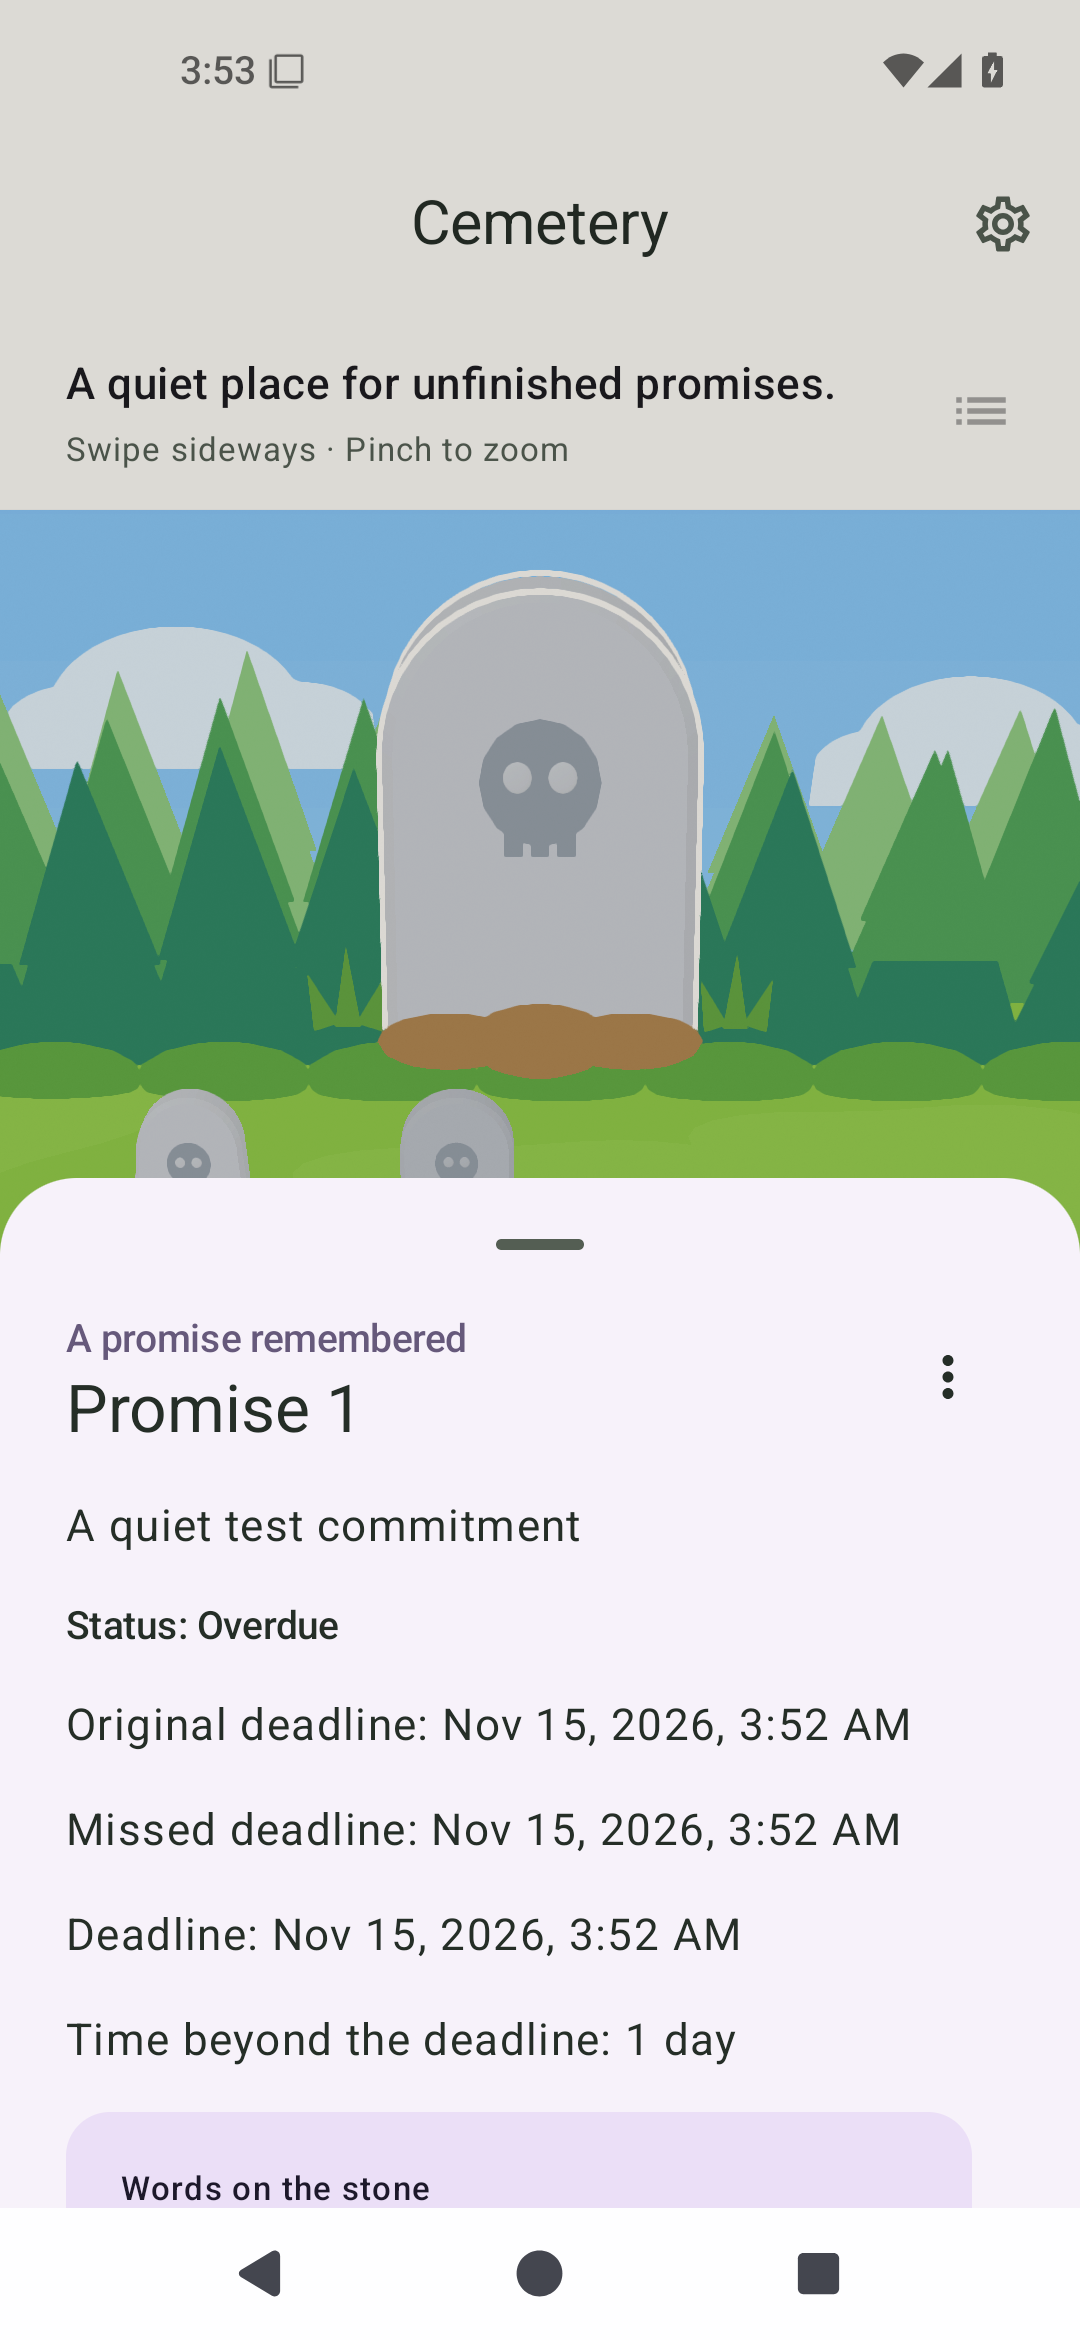 3:53
Cemetery
A quiet place for unfinished promises.
Swipe sideways · Pinch to zoom
A promise remembered
Promise 1
A quiet test commitment
Status: Overdue
Original deadline: Nov 15, 2026, 3:52 AM
Missed deadline: Nov 15, 2026, 3:52 AM
Deadline: Nov 15, 2026, 3:52 AM
Time beyond the deadline: 1 day
Words on the stone